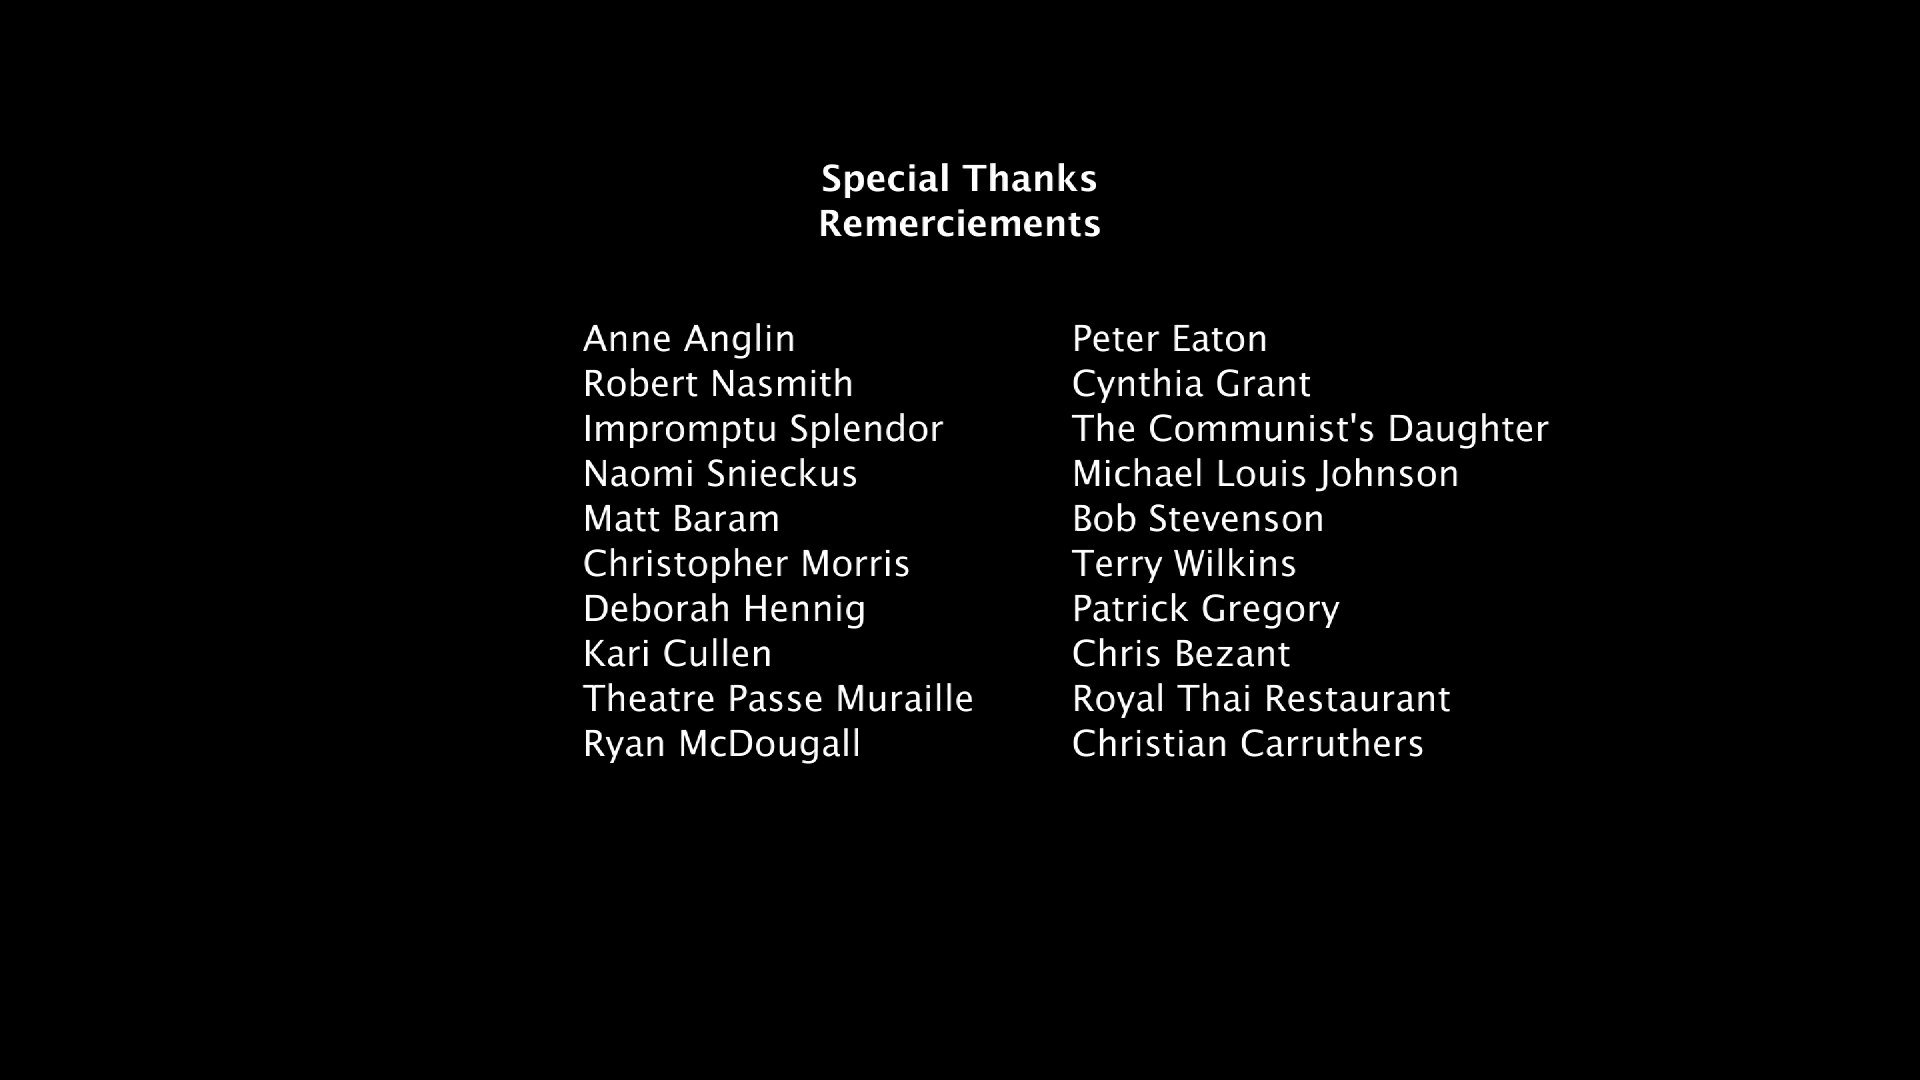 Special Thanks
Remerciements
Anne Anglin
Robert Nasmith
Impromptu Splendor
Naomi Snieckus
Matt Baram
Christopher Morris
Deborah Hennig
Kari Cullen
Theatre Passe Muraille
Ryan McDougall
Peter Eaton
Cynthia Grant
The Communist's Daughter
Michael Louis Johnson
Bob Stevenson
Terry Wilkins
Patrick Gregory
Chris Bezant
Royal Thai Restaurant
Christian Carruthers